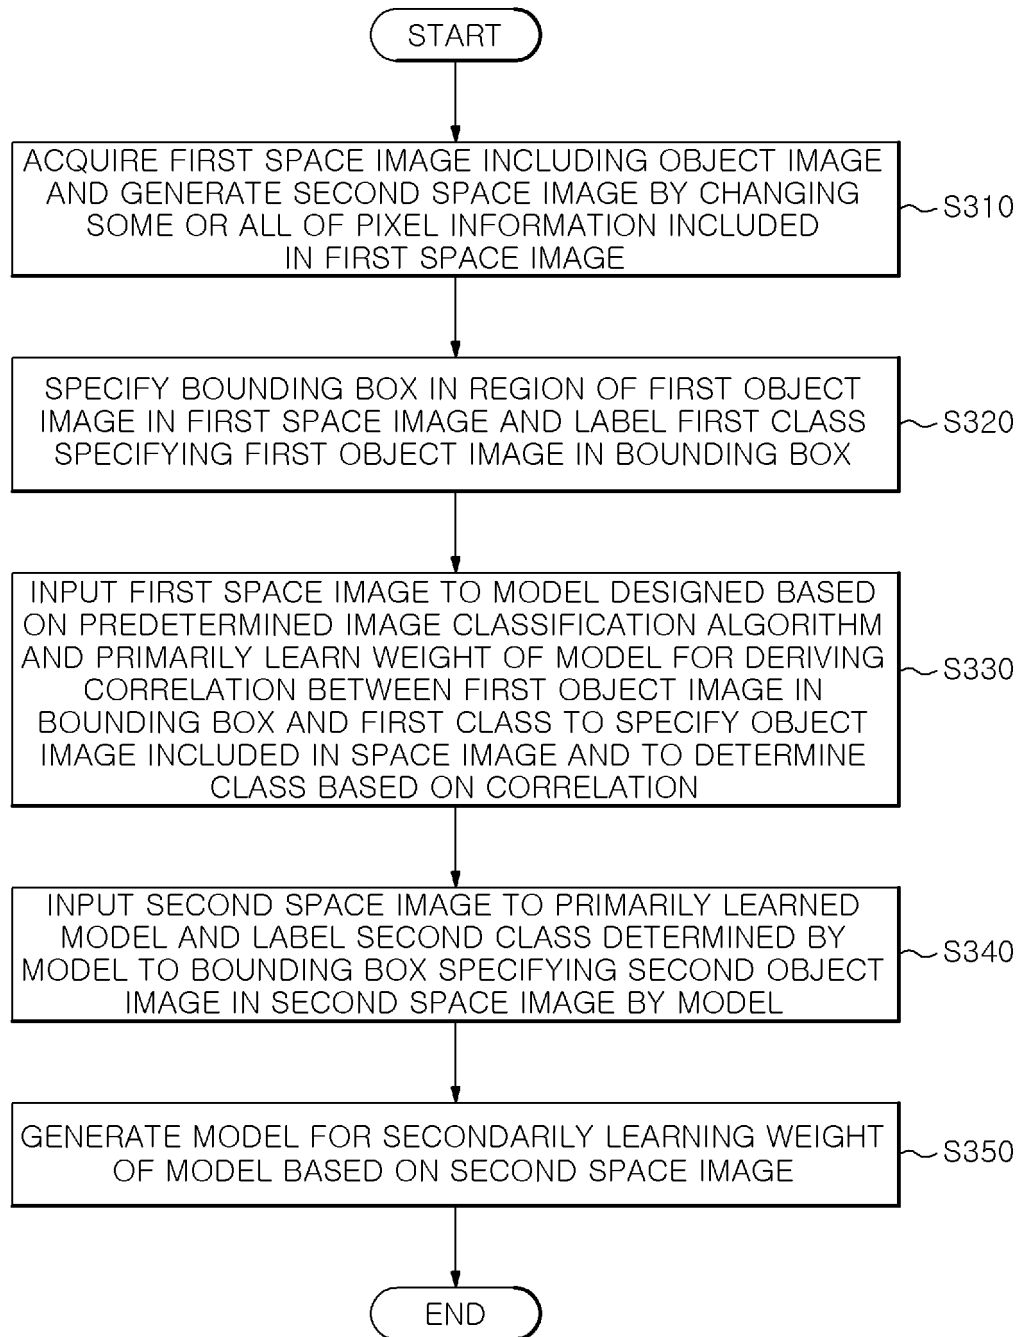 START
ACQUIRE FIRST SPACE IMAGE INCLUDING OBJECT IMAGE
AND GENERATE SECOND SPACE IMAGE BY CHANGING
SOME OR ALL OF PIXEL INFORMATION INCLUDED
IN FIRST SPACE IMAGE
S310
SPECIFY BOUNDING BOX IN REGION OF FIRST OBJECT
IMAGE IN FIRST SPACE IMAGE AND LABEL FIRST CLASS
SPECIFYING FIRST OBJECT IMAGE IN BOUNDING BOX
S320
INPUT FIRST SPACE IMAGE TO MODEL DESIGNED BASED
ON PREDETERMINED IMAGE CLASSIFICATION ALGORITHM
AND PRIMARILY LEARN WEIGHT OF MODEL FOR DERIVING
CORRELATION BETWEEN FIRST OBJECT IMAGE IN
BOUNDING BOX AND FIRST CLASS TO SPECIFY OBJECT
IMAGE INCLUDED IN SPACE IMAGE AND TO DETERMINE
CLASS BASED ON CORRELATION
S330
INPUT SECOND SPACE IMAGE TO PRIMARILY LEARNED
MODEL AND LABEL SECOND CLASS DETERMINED BY
MODEL TO BOUNDING BOX SPECIFYING SECOND OBJECT
IMAGE IN SECOND SPACE IMAGE BY MODEL
S340
GENERATE MODEL FOR SECONDARILY LEARNING WEIGHT
OF MODEL BASED ON SECOND SPACE IMAGE
S350
END